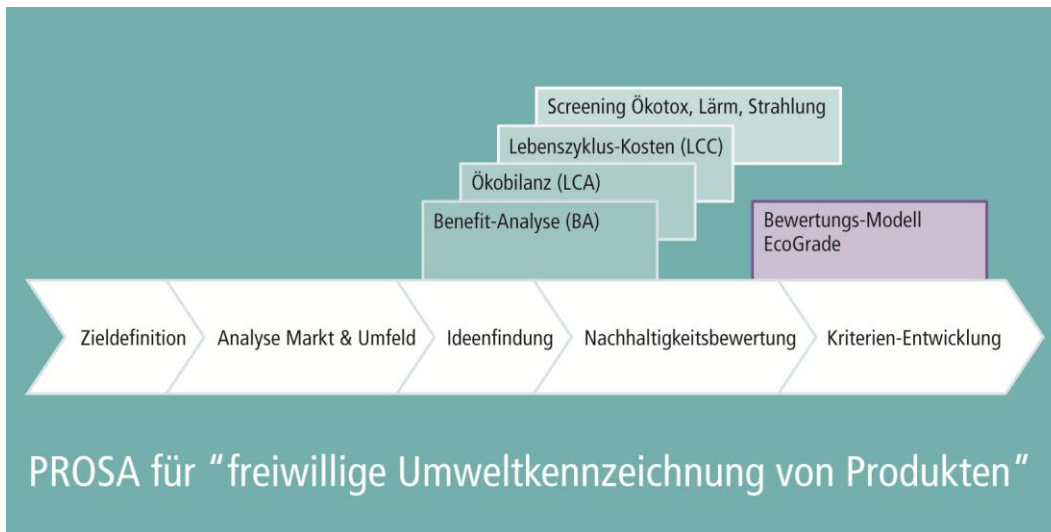 Screening Ökotox, Lärm, Strahlung
Lebenszyklus-Kosten (LCC)
Ökobilanz (LCA)
Benefit-Analyse (BA)
Bewertungs-Modell
EcoGrade
Zieldefinition
Analyse Markt & Umfeld
Ideenfindung
Nachhaltigkeitsbewertung
Kriterien-Entwicklung
PROSA für “freiwillige Umweltkennzeichnung von Produkten”